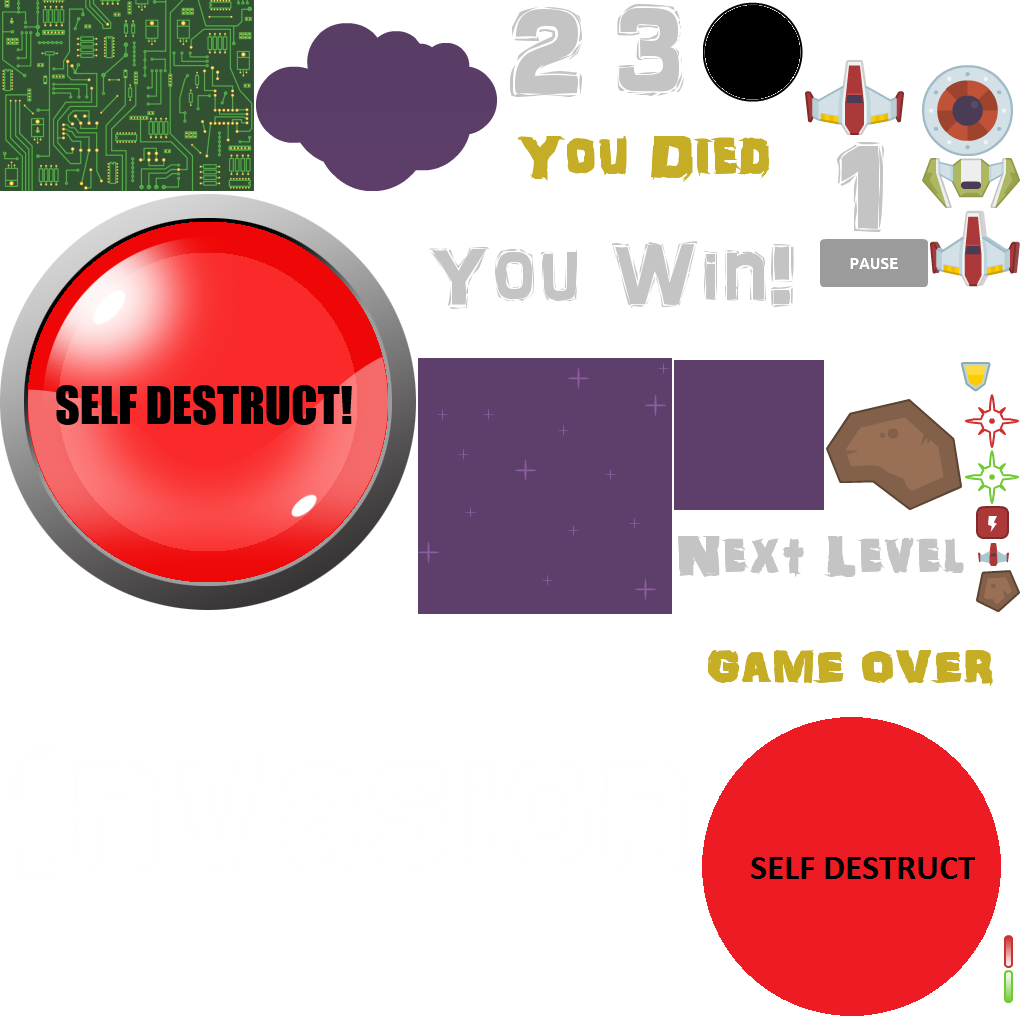 2 3
You Died
1
You Win!
PAUSE
SELF DESTRUCT!
Next Level
GAME OVER
SELF DESTRUCT